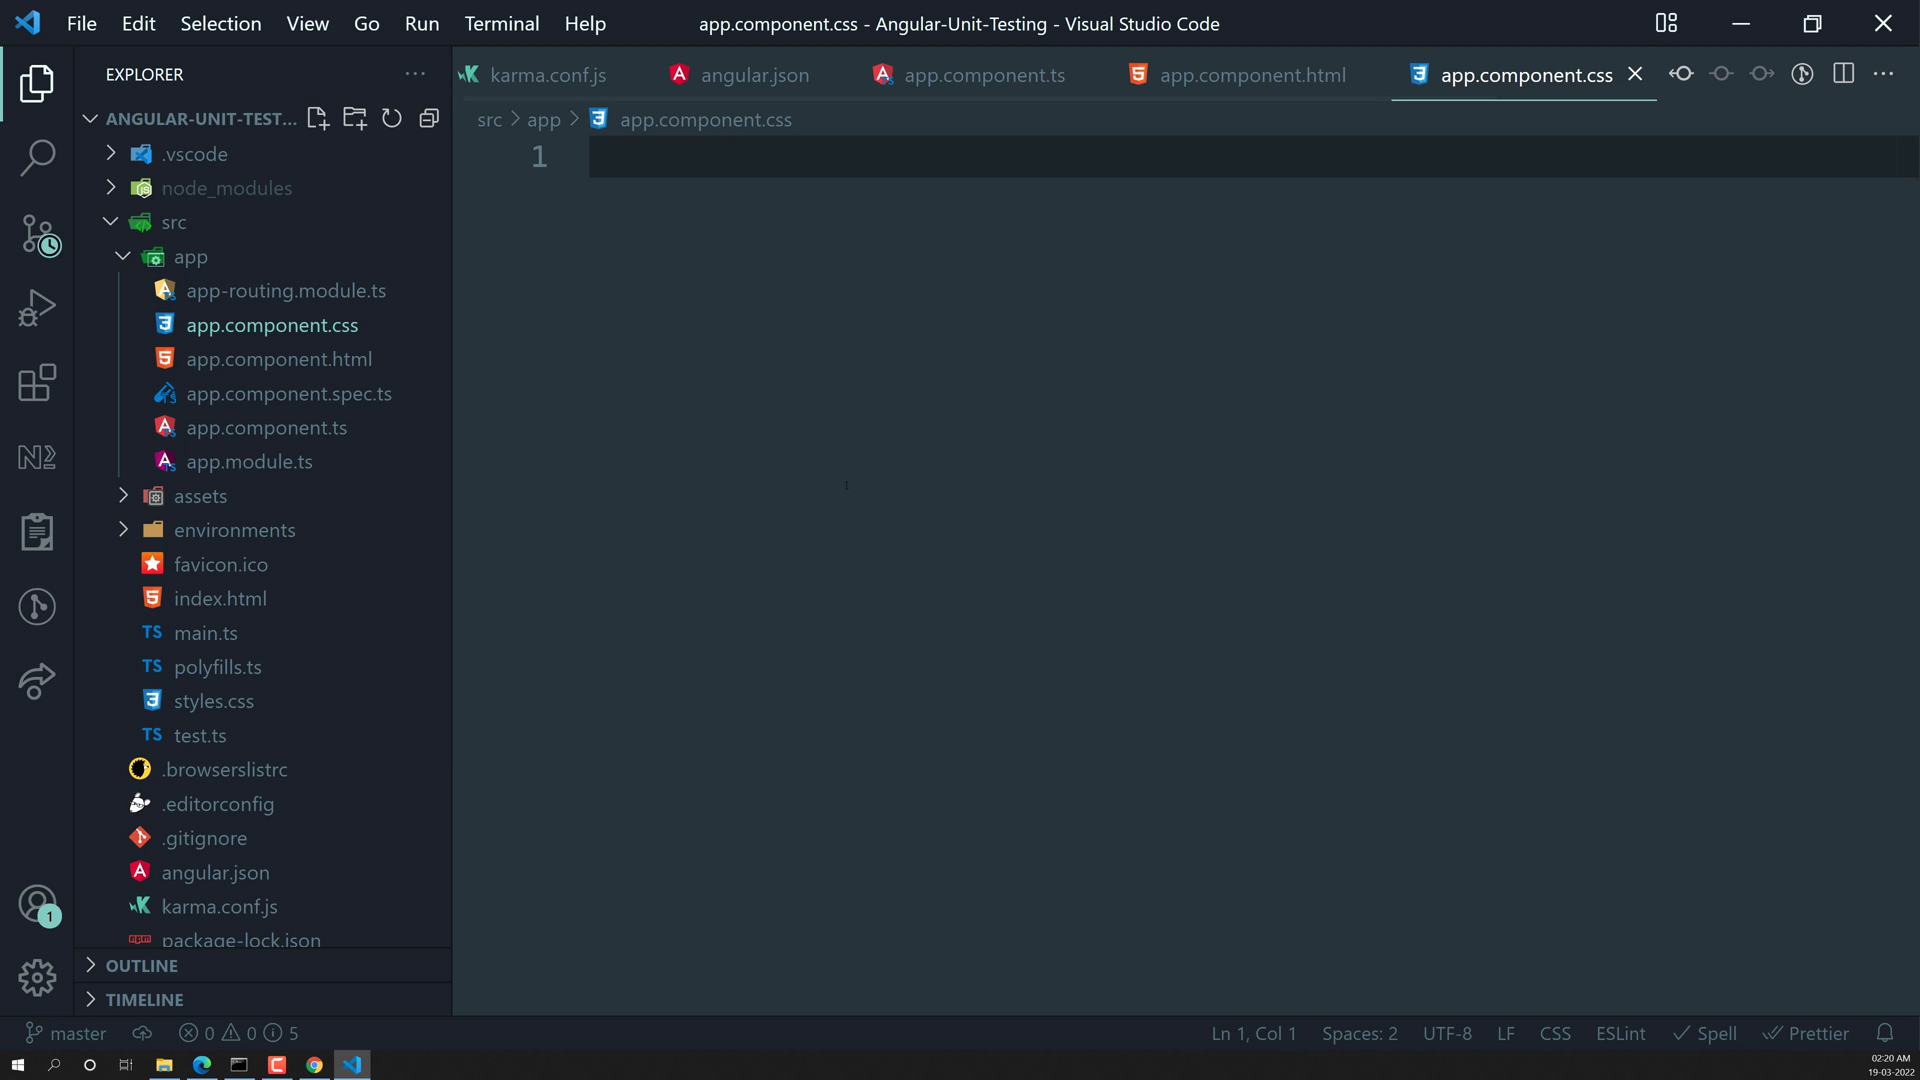 File Edit Selection View Go Run Terminal Help app.component.css - Angular-Unit-Testing - Visual Studio Code
EXPLORER
karma.conf.js angular.json app.component.ts app.component.html app.component.css
ANGULAR-UNIT-TEST...
src > app > app.component.css
1
.vscode
node_modules
src
app
app-routing.module.ts
app.component.css
app.component.html
app.component.spec.ts
app.component.ts
app.module.ts
assets
environments
favicon.ico
index.html
TS main.ts
TS polyfills.ts
styles.css
TS test.ts
.browserslistrc
.editorconfig
.gitignore
angular.json
karma.conf.js
package-lock.json
1
OUTLINE
TIMELINE
master 0 0 5 Ln 1, Col 1 Spaces: 2 UTF-8 LF CSS ESLint Spell Prettier
02:20 AM
19-03-2022